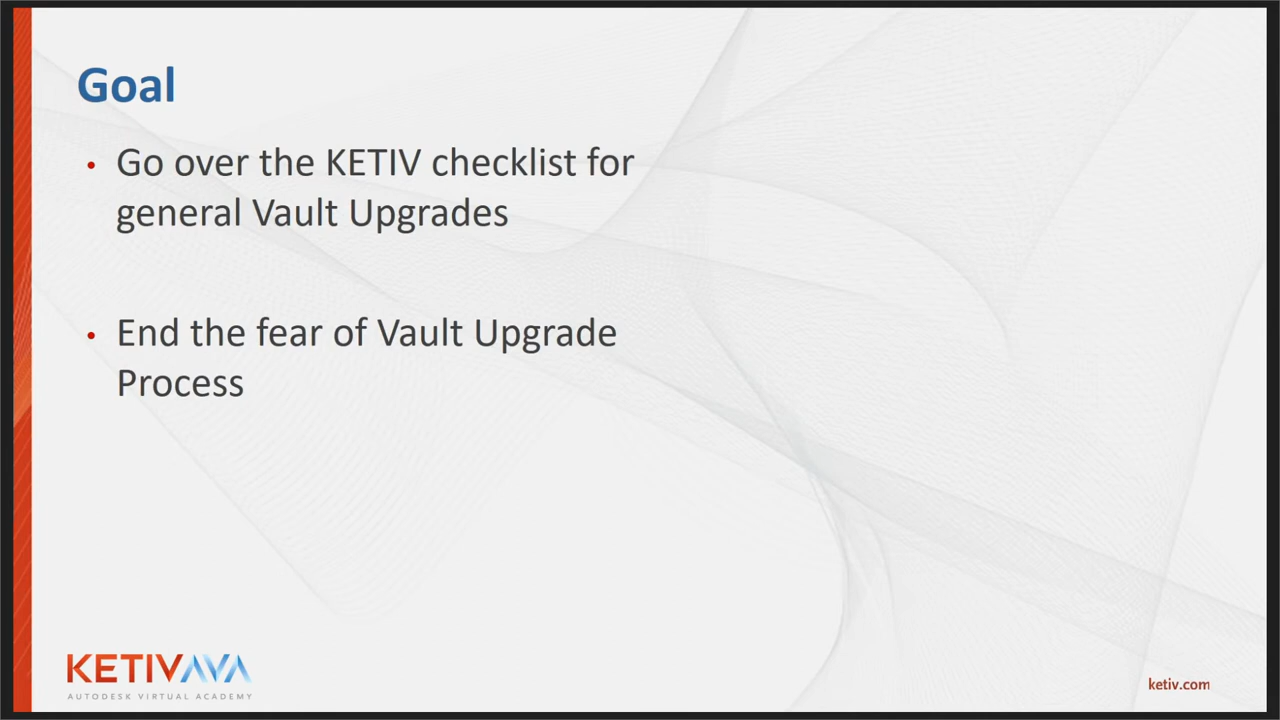 Goal
• Go over the KETIV checklist for
general Vault Upgrades
• End the fear of Vault Upgrade
Process
KETIVAVA
AUTODESK VIRTUAL ACADEMY
ketiv.com